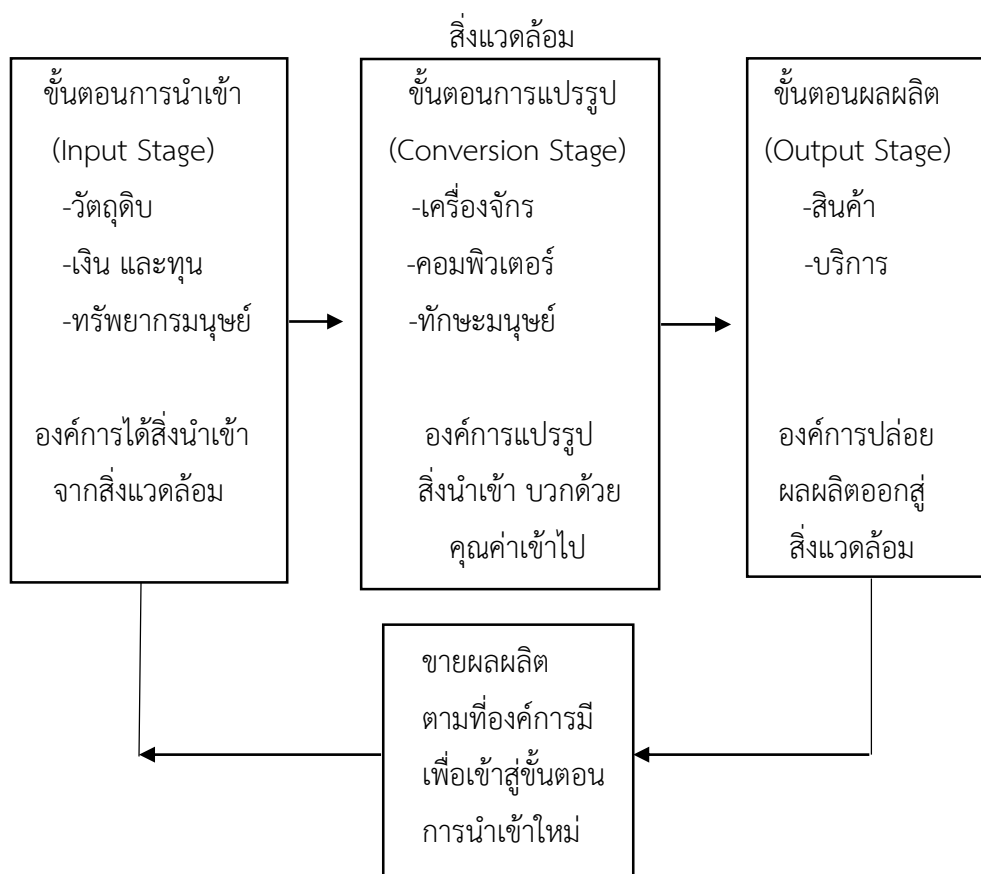 สิ่งแวดล้อม
ขั้นตอนการนำเข้า
(Input Stage)
-วัตถุดิบ
-เงิน และทุน
-ทรัพยากรมนุษย์
องค์การได้สิ่งนำเข้า
จากสิ่งแวดล้อม
ขั้นตอนการแปรรูป
(Conversion Stage)
-เครื่องจักร
-คอมพิวเตอร์
-ทักษะมนุษย์
องค์การแปรรูป
สิ่งนำเข้า บวกด้วย
คุณค่าเข้าไป
ขั้นตอนผลผลิต
(Output Stage)
-สินค้า
-บริการ
องค์การปล่อย
ผลผลิตออกสู่
สิ่งแวดล้อม
ขายผลผลิต
ตามที่องค์การมี
เพื่อเข้าสู่ขั้นตอน
การนำเข้าใหม่